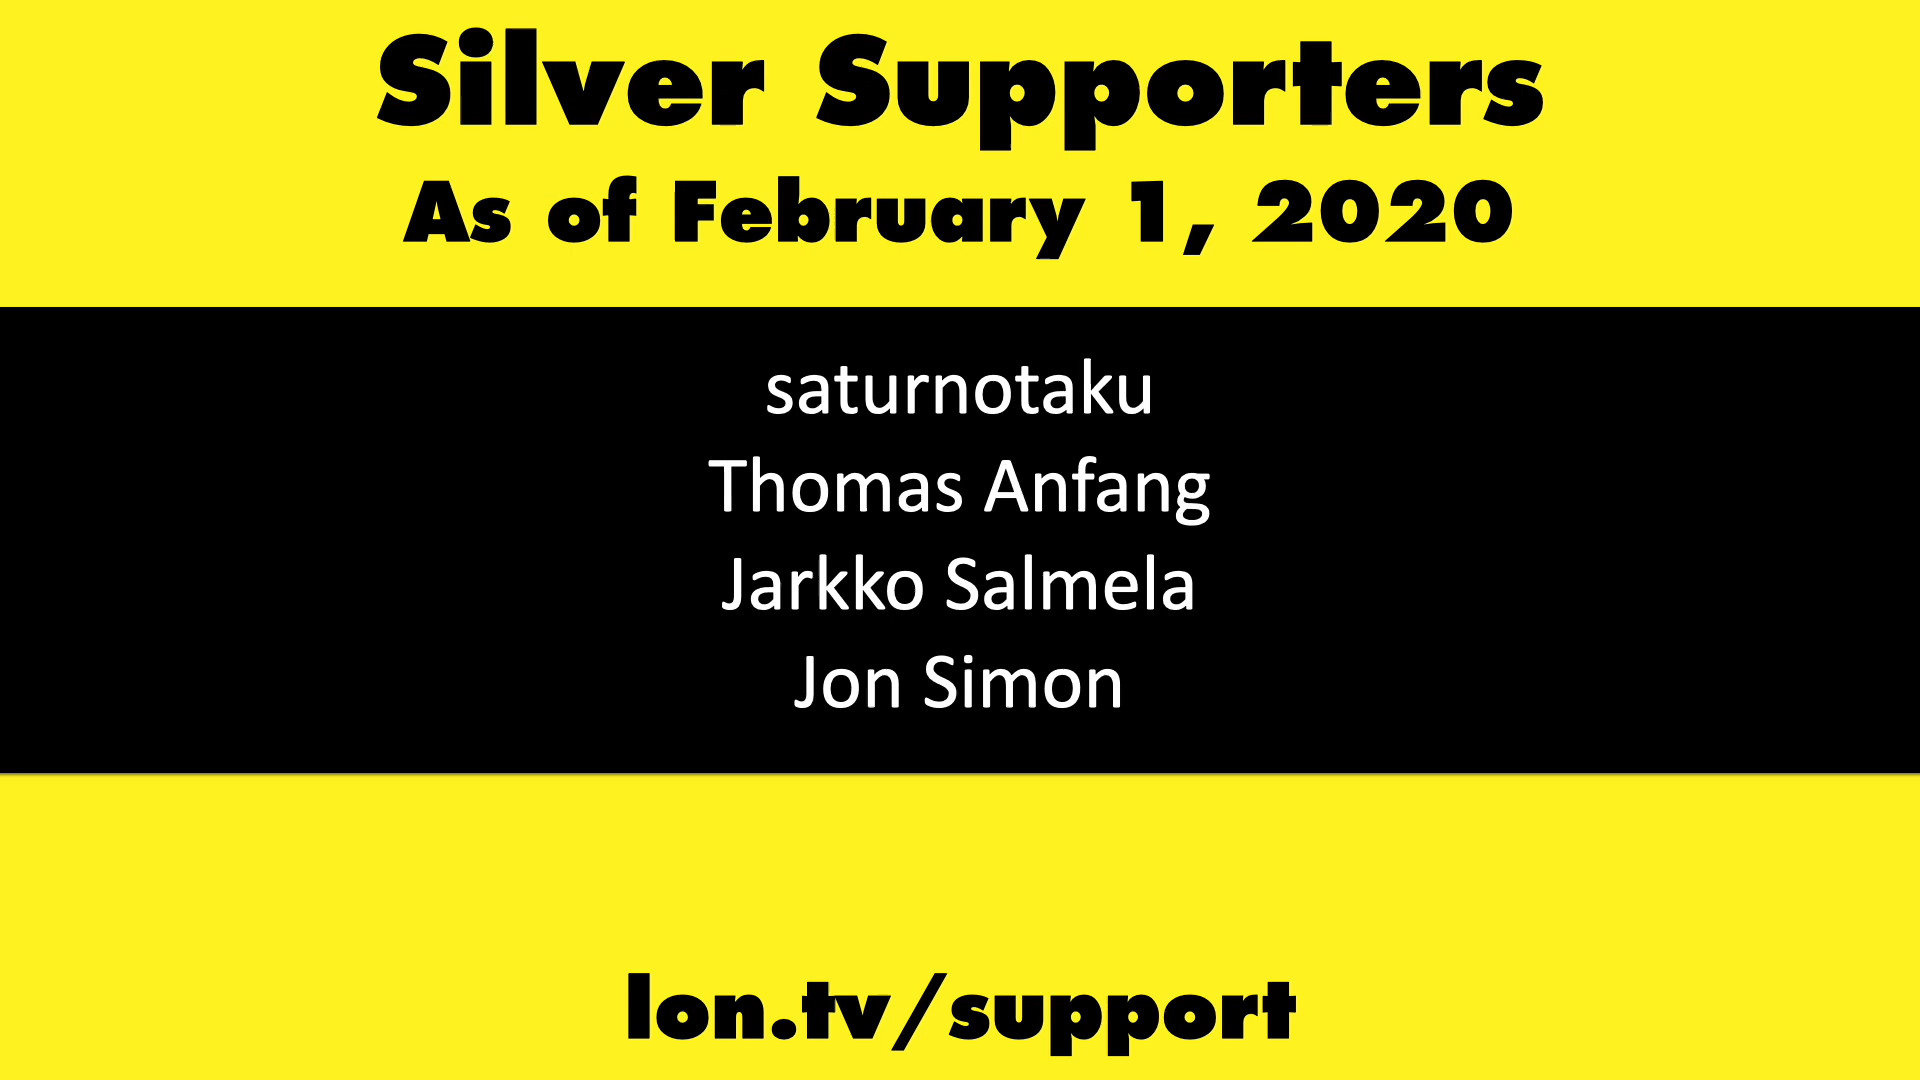 Silver Supporters
As of February 1, 2020
saturnotaku
Thomas Anfang
Jarkko Salmela
Jon Simon
lon.tv/support